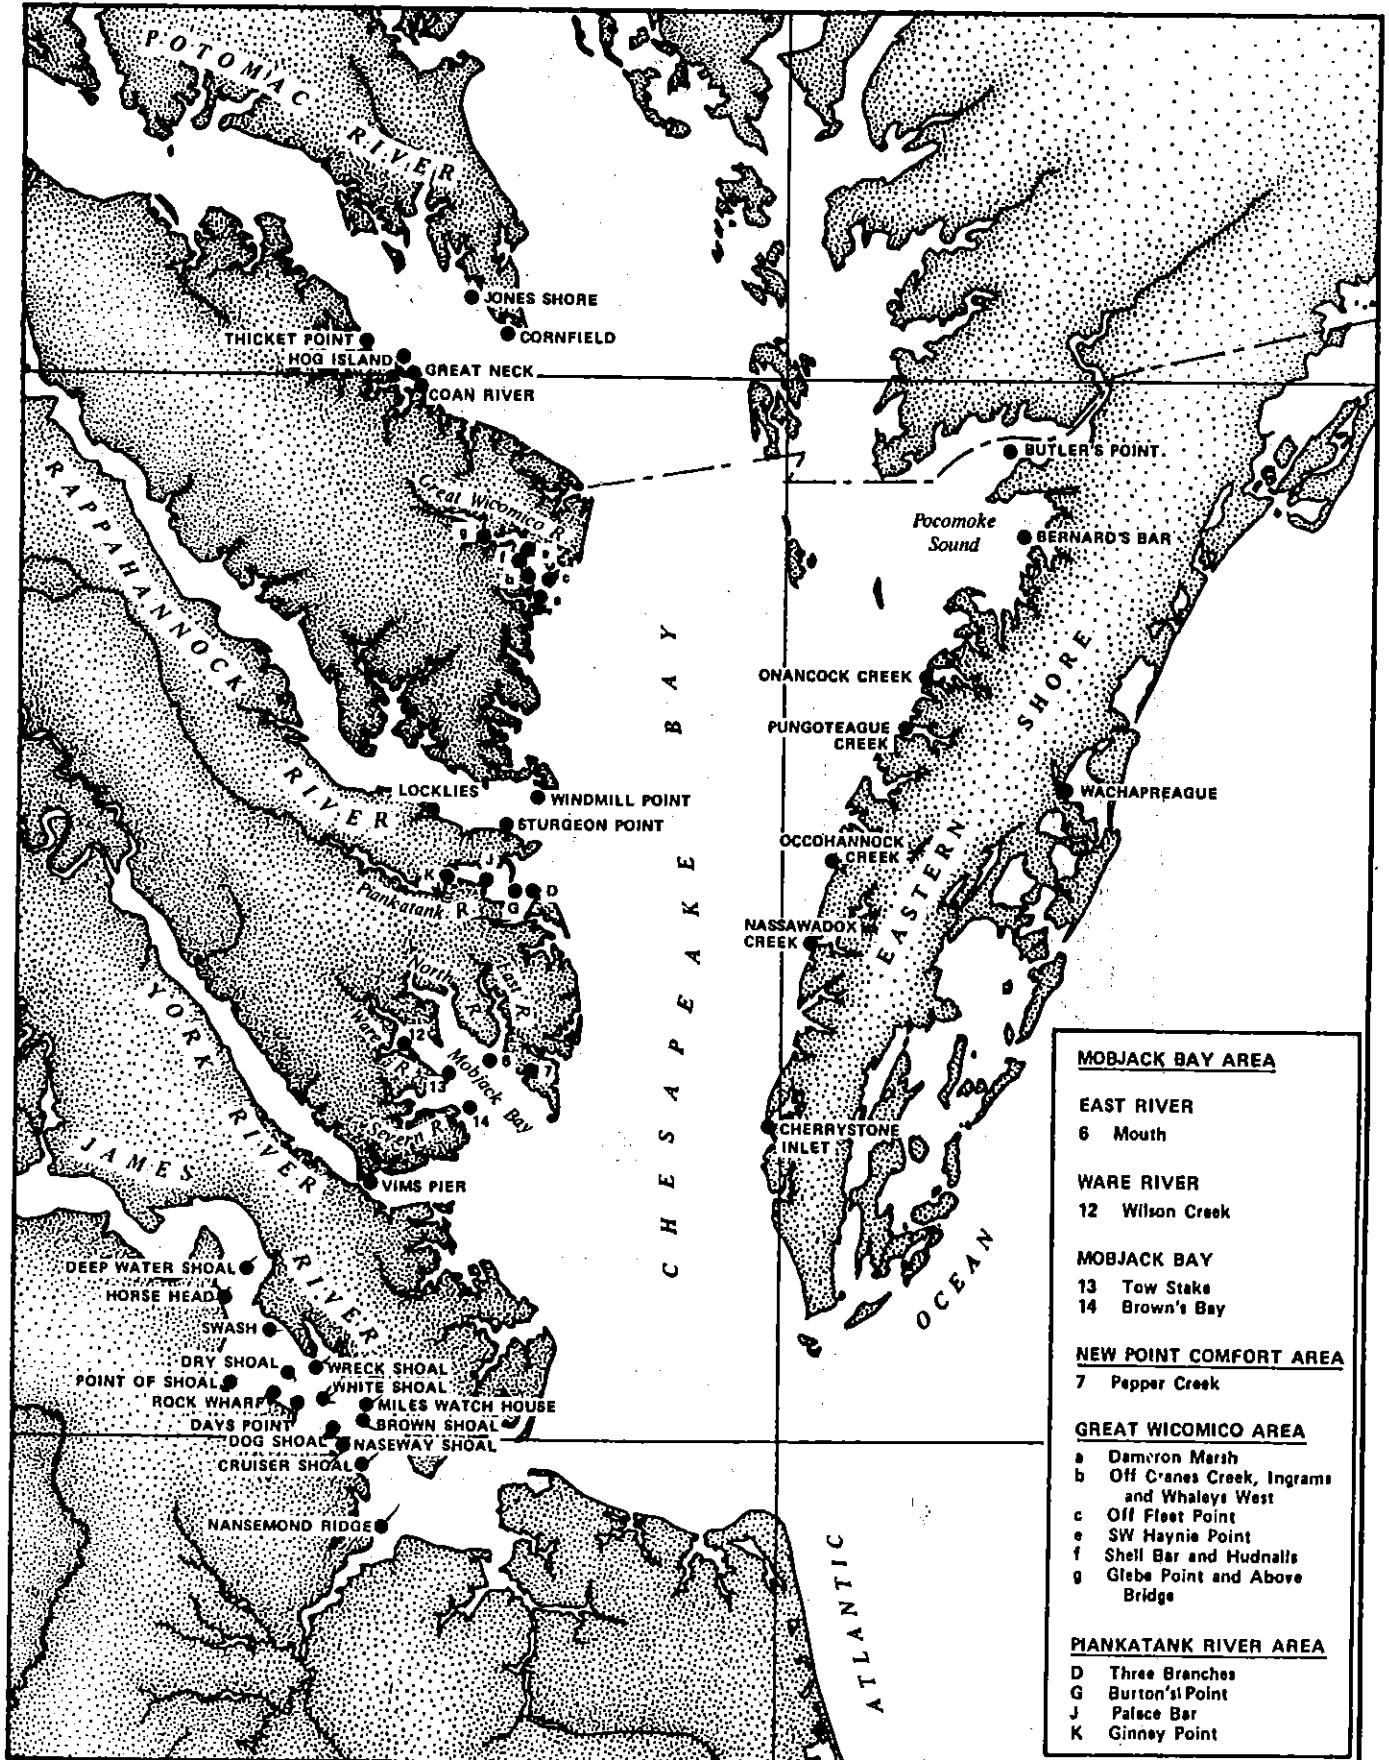 POTOMAC
RIVER
JONES SHORE
CORNFIELD
THICKET POINT
HOG ISLAND
GREAT NECK
COAN RIVER
BUTLER'S POINT
RAPPAHANNOCK
RIVER
Great Wicomico R.
g
e
f
b
c
a
Pocomoke
Sound
BERNARD'S BAR
ONANCOCK CREEK
PUNGOTEAGUE
CREEK
EASTERN SHORE
CHESAPEAKE BAY
LOCKLIES
WINDMILL POINT
STURGEON POINT
WACHAPREAGUE
OCCOHANNOCK
CREEK
J
K
G
D
Piankatank R.
NASSAWADOX
CREEK
YORK
RIVER
North R.
East R.
Ware R.
12
6
13
7
14
Mobjack Bay
Severn R.
CHERRYSTONE
INLET
VIMS PIER
JAMES
RIVER
DEEP WATER SHOAL
HORSE HEAD
SWASH
DRY SHOAL
WRECK SHOAL
POINT OF SHOAL
WHITE SHOAL
ROCK WHARF
MILES WATCH HOUSE
DAYS POINT
BROWN SHOAL
DOG SHOAL
NASEWAY SHOAL
CRUISER SHOAL
NANSEMOND RIDGE
ATLANTIC
OCEAN
MOBJACK BAY AREA
EAST RIVER
6 Mouth
WARE RIVER
12 Wilson Creek
MOBJACK BAY
13 Tow Stake
14 Brown's Bay
NEW POINT COMFORT AREA
7 Pepper Creek
GREAT WICOMICO AREA
a Dameron Marsh
b Off Cranes Creek, Ingrams
and Whaleys West
c Off Fleet Point
e SW Haynie Point
f Shell Bar and Hudnalls
g Glebe Point and Above
Bridge
PIANKATANK RIVER AREA
D Three Branches
G Burton's Point
J Palace Bar
K Ginney Point